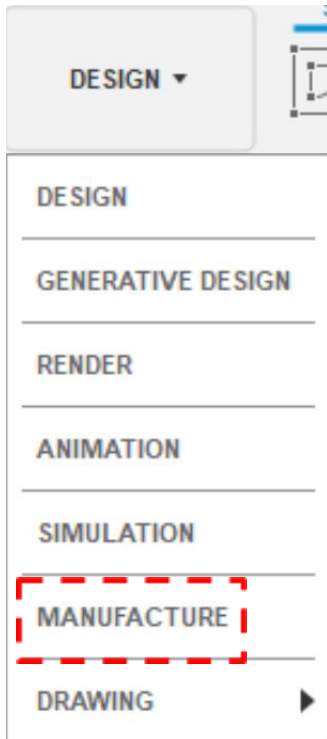 DESIGN
DESIGN
GENERATIVE DESIGN
RENDER
ANIMATION
SIMULATION
MANUFACTURE
DRAWING